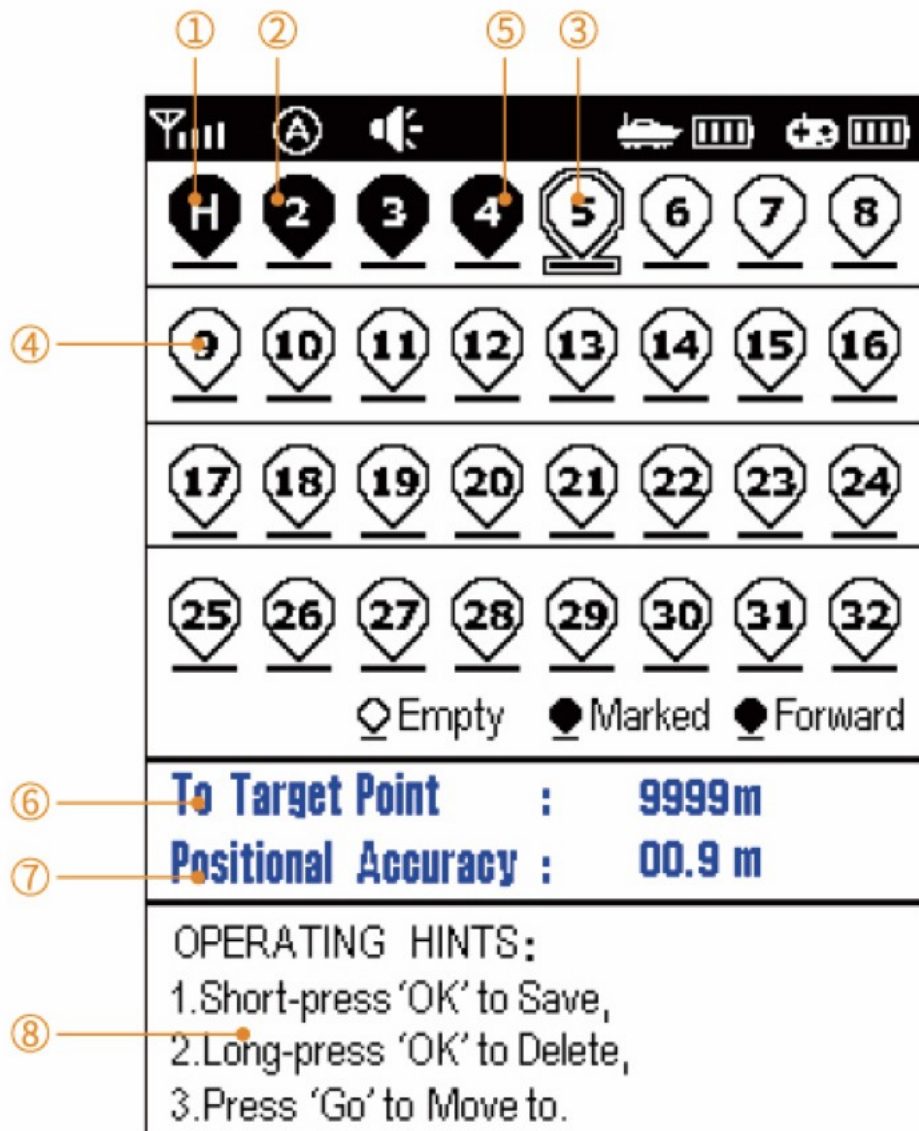 ① ② ⑤ ③
A
H 2 3 4 5 6 7 8
④ 9 10 11 12 13 14 15 16
17 18 19 20 21 22 23 24
25 26 27 28 29 30 31 32
Empty Marked Forward
⑥ To Target Point : 9999m
⑦ Positional Accuracy : 00.9 m
OPERATING HINTS:
1.Short-press ‘OK’ to Save,
⑧ 2.Long-press ‘OK’ to Delete,
3.Press ‘Go’ to Move to.